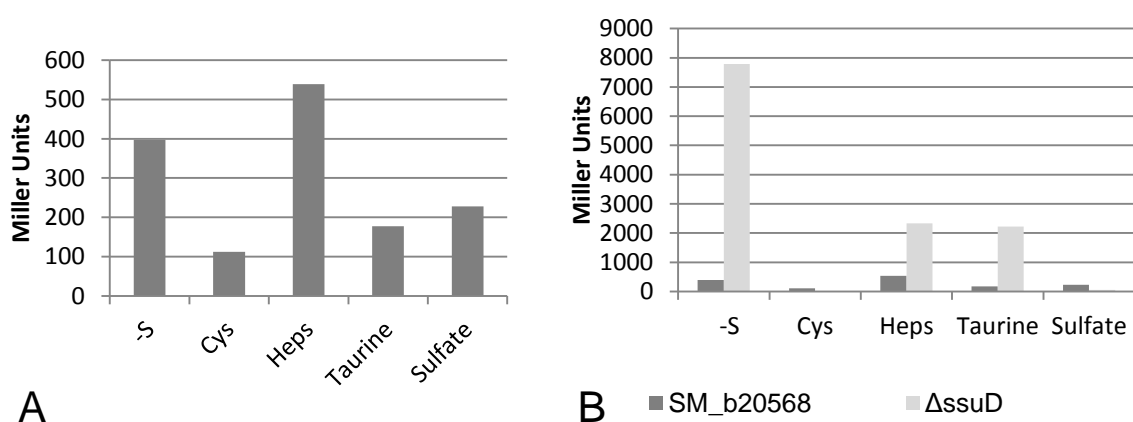 600
500
400
300
200
100
0
Miller Units
-S
Cys
Heps
Taurine
Sulfate
A
9000
8000
7000
6000
5000
4000
3000
2000
1000
0
Miller Units
-S Cys Heps Taurine Sulfate
B
SM_b20568 ΔssuD